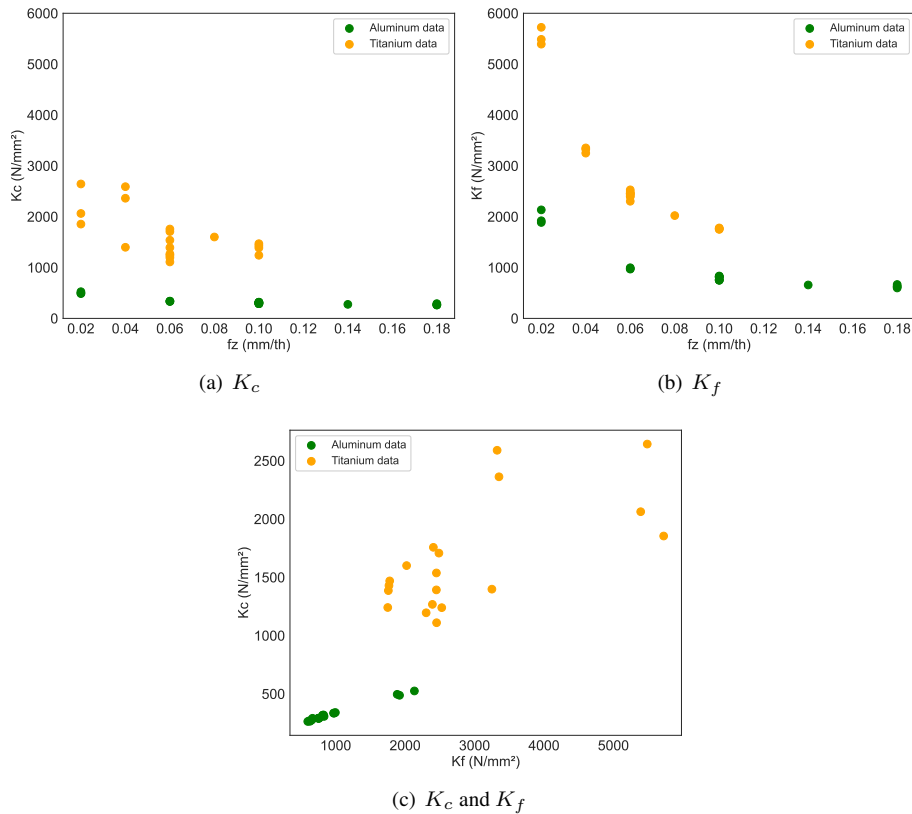 6000
5000
4000
3000
2000
1000
0
Kc (N/mm²)
Aluminum data
Titanium data
0.02 0.04 0.06 0.08 0.10 0.12 0.14 0.16 0.18
fz (mm/th)
(a) K_c
6000
5000
4000
3000
2000
1000
0
Kf (N/mm²)
Aluminum data
Titanium data
0.02 0.04 0.06 0.08 0.10 0.12 0.14 0.16 0.18
fz (mm/th)
(b) K_f
2500
2000
1500
1000
500
Kc (N/mm²)
Aluminum data
Titanium data
1000 2000 3000 4000 5000
Kf (N/mm²)
(c) K_c and K_f